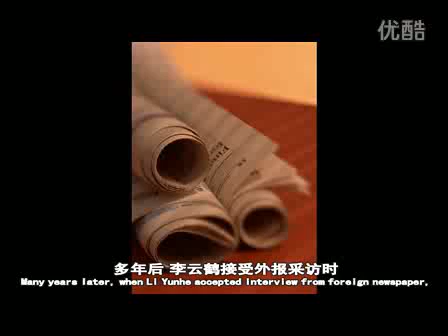 优酷
多年后 李云鹤接受外报采访时
Many years later, when Li Yunhe accepted interview from foreign newspaper,